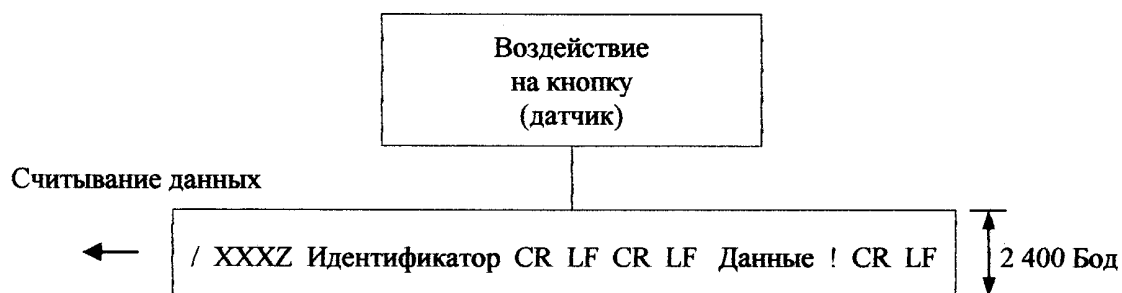 Воздействие
на кнопку
(датчик)
Считывание данных
/ XXXZ Идентификатор CR LF CR LF Данные ! CR LF
2 400 Бод